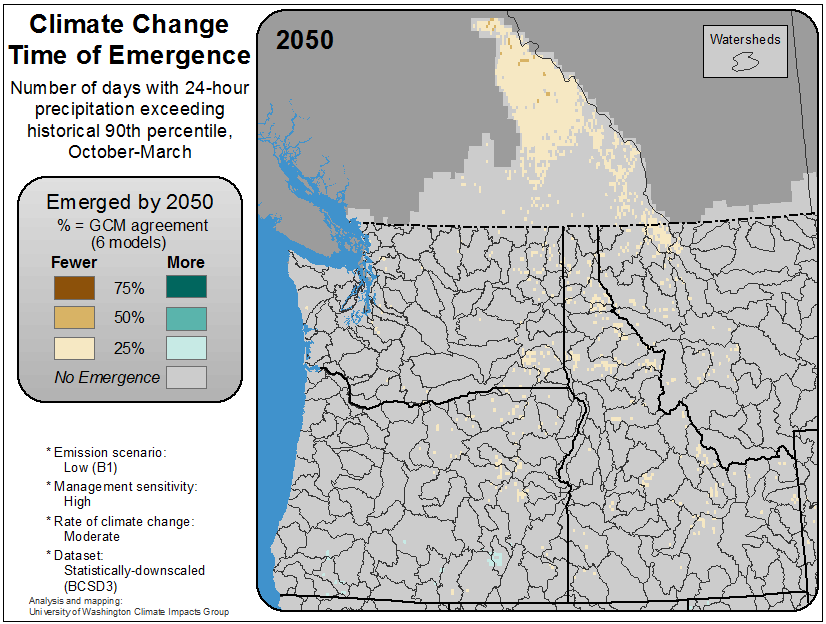 Climate Change
Time of Emergence
Number of days with 24-hour
precipitation exceeding
historical 90th percentile,
October-March
Emerged by 2050
% = GCM agreement
(6 models)
Fewer More
75%
50%
25%
No Emergence
* Emission scenario:
Low (B1)
* Management sensitivity:
High
* Rate of climate change:
Moderate
* Dataset:
Statistically-downscaled
(BCSD3)
Analysis and mapping:
University of Washington Climate Impacts Group
2050
Watersheds